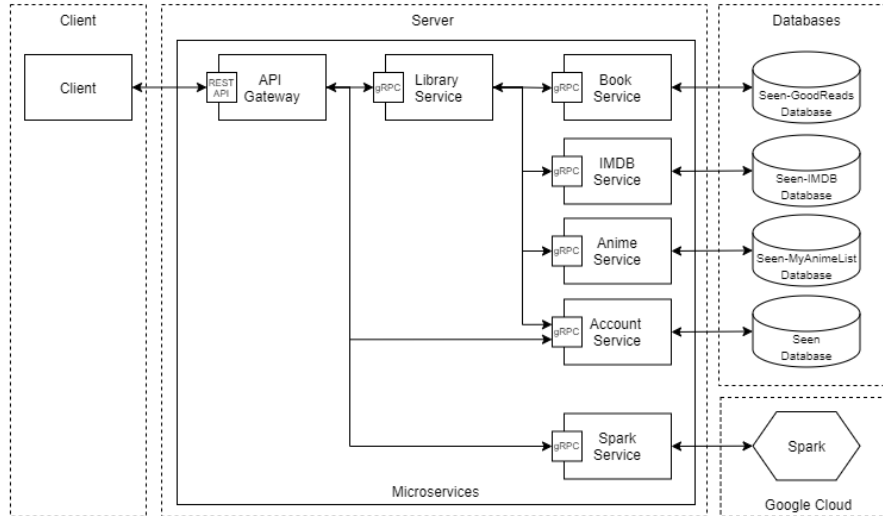 Client
Server
Databases
Client
REST
API
API
Gateway
gRPC
Library
Service
gRPC
Book
Service
Seen-GoodReads
Database
gRPC
IMDB
Service
Seen-IMDB
Database
gRPC
Anime
Service
Seen-MyAnimeList
Database
gRPC
Account
Service
Seen
Database
gRPC
Spark
Service
Spark
Microservices
Google Cloud